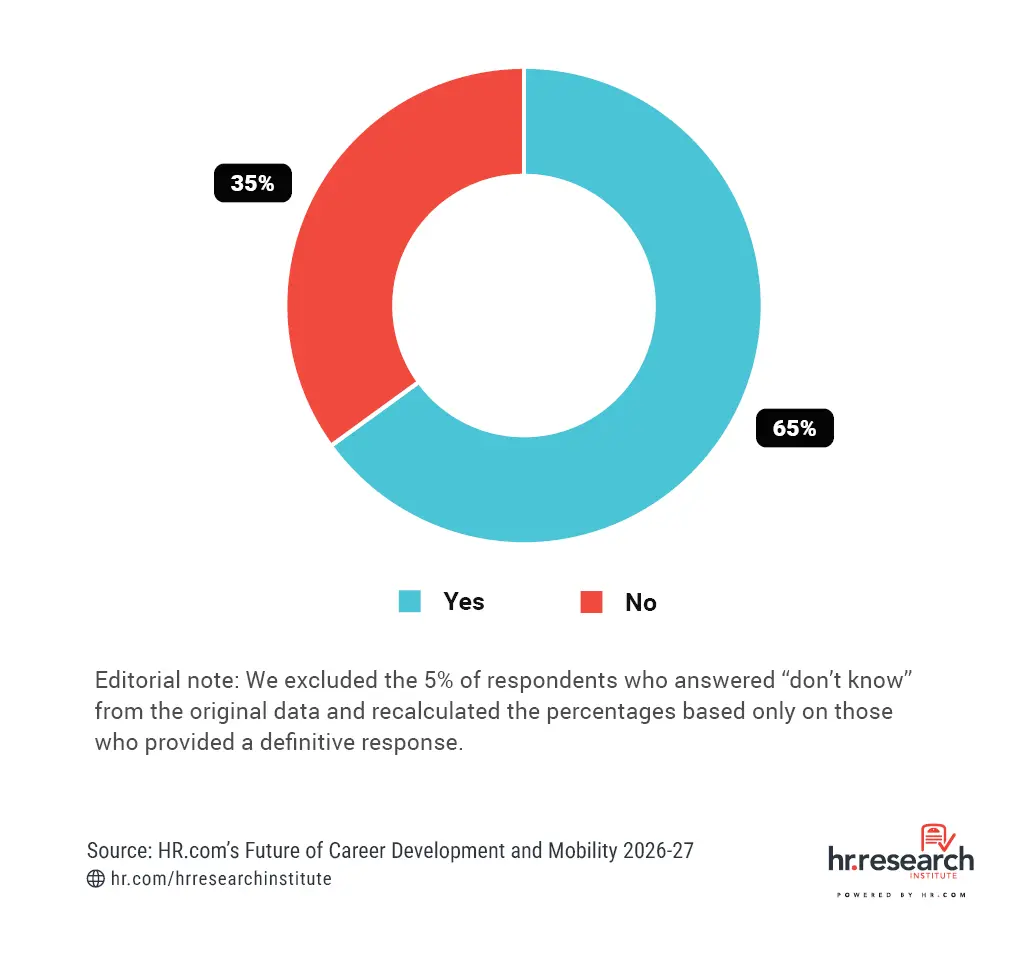 35%
65%
Yes
No
Editorial note: We excluded the 5% of respondents who answered “don’t know”
from the original data and recalculated the percentages based only on those
who provided a definitive response.
Source: HR.com’s Future of Career Development and Mobility 2026-27
hr.com/hrresearchinstitute
hr.research
INSTITUTE
POWERED BY HR.COM